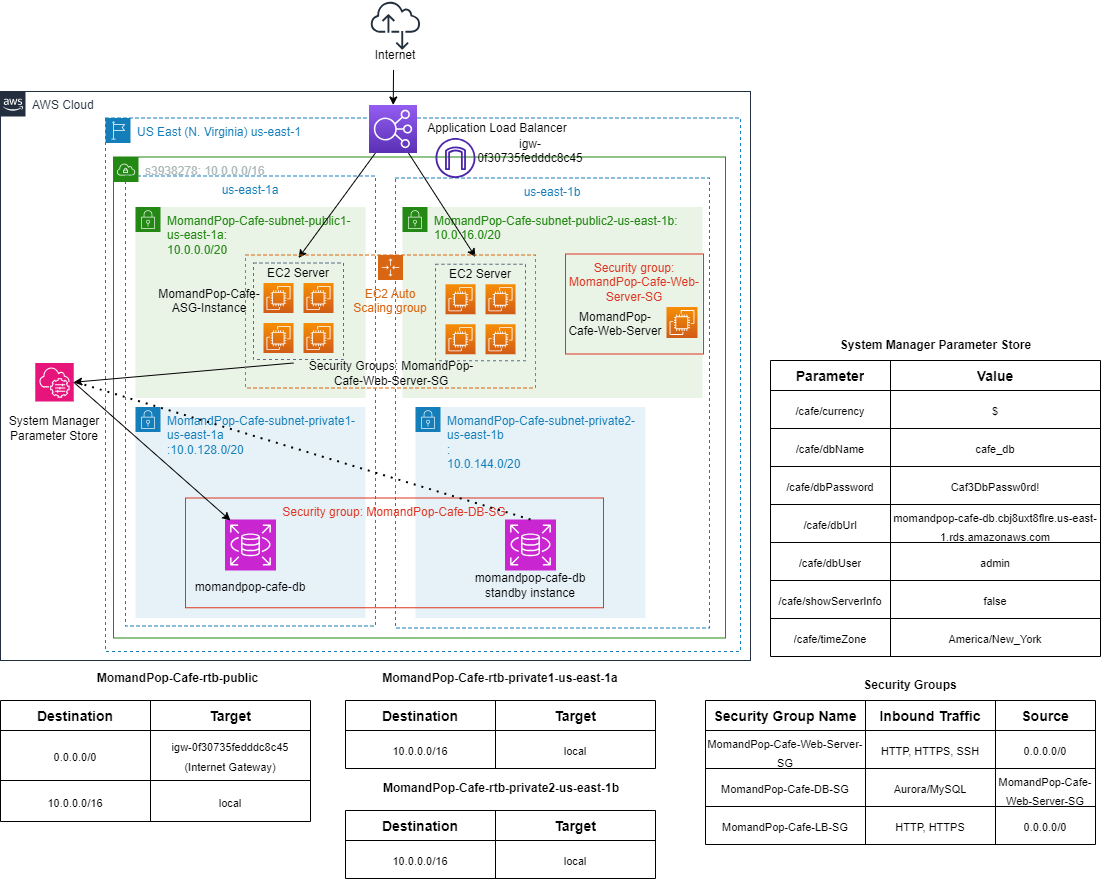 Internet
aws
AWS Cloud
US East (N. Virginia) us-east-1
Application Load Balancer
igw-
0f30735fedddc8c45
s3938278: 10.0.0.0/16
us-east-1a
us-east-1b
MomandPop-Cafe-subnet-public1-
us-east-1a:
10.0.0.0/20
MomandPop-Cafe-subnet-public2-us-east-1b:
10.0.16.0/20
EC2 Server
EC2 Server
MomandPop-Cafe-
ASG-Instance
EC2 Auto
Scaling group
Security group:
MomandPop-Cafe-Web-
Server-SG
MomandPop-
Cafe-Web-Server
Security Groups: MomandPop-
Cafe-Web-Server-SG
System Manager
Parameter Store
MomandPop-Cafe-subnet-private1-
us-east-1a
:10.0.128.0/20
MomandPop-Cafe-subnet-private2-
us-east-1b
:
10.0.144.0/20
Security group: MomandPop-Cafe-DB-SG
momandpop-cafe-db
momandpop-cafe-db
standby instance
System Manager Parameter Store
Parameter Value
/cafe/currency $
/cafe/dbName cafe_db
/cafe/dbPassword Caf3DbPassw0rd!
/cafe/dbUrl momandpop-cafe-db.cbj8uxt8flre.us-east-
1.rds.amazonaws.com
/cafe/dbUser admin
/cafe/showServerInfo false
/cafe/timeZone America/New_York
MomandPop-Cafe-rtb-public
Destination Target
0.0.0.0/0 igw-0f30735fedddc8c45
(Internet Gateway)
10.0.0.0/16 local
MomandPop-Cafe-rtb-private1-us-east-1a
Destination Target
10.0.0.0/16 local
MomandPop-Cafe-rtb-private2-us-east-1b
Destination Target
10.0.0.0/16 local
Security Groups
Security Group Name Inbound Traffic Source
MomandPop-Cafe-Web-Server-
SG HTTP, HTTPS, SSH 0.0.0.0/0
MomandPop-Cafe-DB-SG Aurora/MySQL MomandPop-Cafe-
Web-Server-SG
MomandPop-Cafe-LB-SG HTTP, HTTPS 0.0.0.0/0